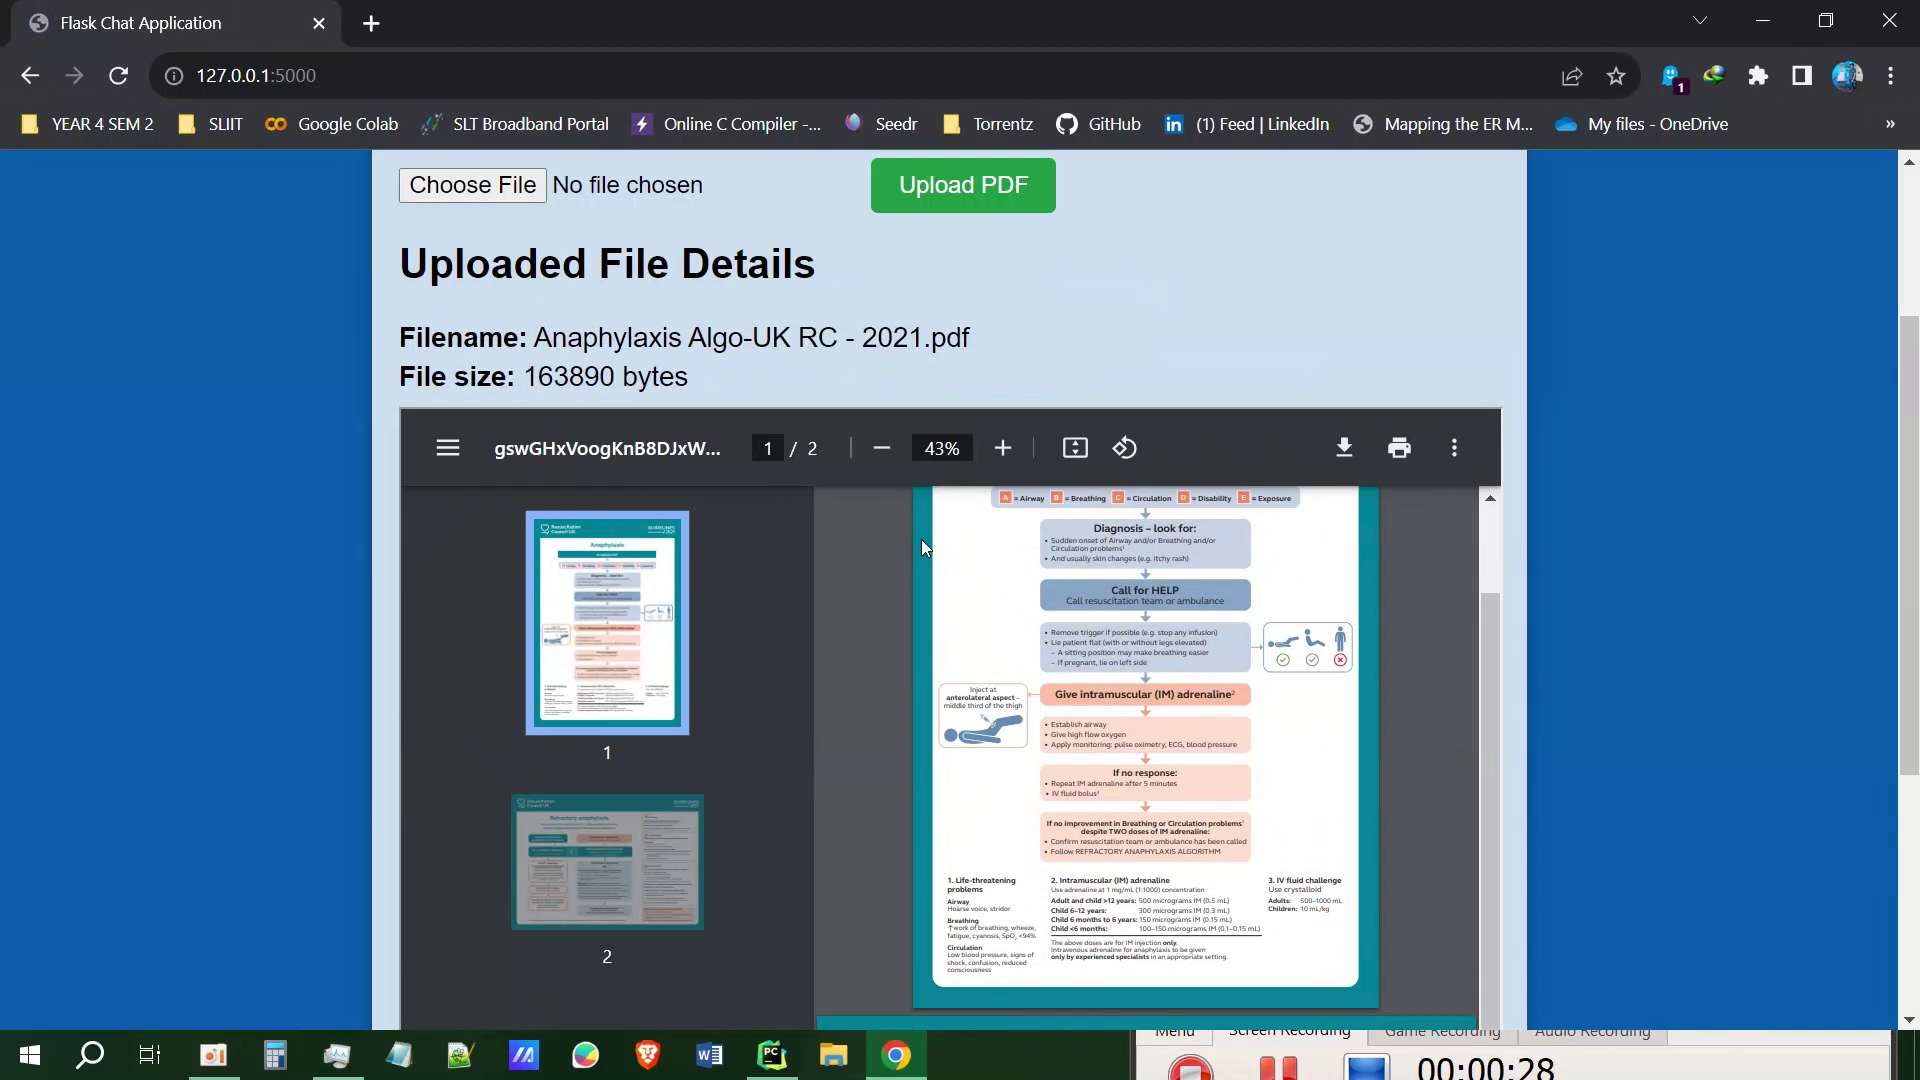 Flask Chat Application
127.0.0.1:5000
1
YEAR 4 SEM 2
SLIIT
Google Colab
SLT Broadband Portal
Online C Compiler -...
Seedr
Torrentz
GitHub
(1) Feed | LinkedIn
Mapping the ER M...
My files - OneDrive
»
Choose File No file chosen
Upload PDF
Uploaded File Details
Filename: Anaphylaxis Algo-UK RC - 2021.pdf
File size: 163890 bytes
gswGHxVoogKnB8DJxW...
1 / 2
43%
Resuscitation
Council UK
GUIDELINES
2021
Anaphylaxis
1
Resuscitation
Council UK
GUIDELINES
2021
Refractory anaphylaxis
2
A = Airway B = Breathing C = Circulation D = Disability E = Exposure
Diagnosis – look for:
• Sudden onset of Airway and/or Breathing and/or
Circulation problems¹
• And usually skin changes (e.g. itchy rash)
Call for HELP
Call resuscitation team or ambulance
• Remove trigger if possible (e.g. stop any infusion)
• Lie patient flat (with or without legs elevated)
– A sitting position may make breathing easier
– If pregnant, lie on left side
Give intramuscular (IM) adrenaline²
Inject at
anterolateral aspect –
middle third of the thigh
• Establish airway
• Give high flow oxygen
• Apply monitoring: pulse oximetry, ECG, blood pressure
If no response:
• Repeat IM adrenaline after 5 minutes
• IV fluid bolus³
If no improvement in Breathing or Circulation problems¹
despite TWO doses of IM adrenaline:
• Confirm resuscitation team or ambulance has been called
• Follow REFRACTORY ANAPHYLAXIS ALGORITHM
1. Life-threatening
problems
Airway
Hoarse voice, stridor
Breathing
↑work of breathing, wheeze,
fatigue, cyanosis, SpO₂ <94%
Circulation
Low blood pressure, signs of
shock, confusion, reduced
consciousness
2. Intramuscular (IM) adrenaline
Use adrenaline at 1 mg/mL (1:1000) concentration
Adult and child >12 years: 500 micrograms IM (0.5 mL)
Child 6–12 years: 300 micrograms IM (0.3 mL)
Child 6 months to 6 years: 150 micrograms IM (0.15 mL)
Child <6 months: 100–150 micrograms IM (0.1–0.15 mL)
The above doses are for IM injection only.
Intravenous adrenaline for anaphylaxis to be given
only by experienced specialists in an appropriate setting.
3. IV fluid challenge
Use crystalloid
Adults: 500–1000 mL
Children: 10 mL/kg
Menu
Screen Recording
Game Recording
Audio Recording
00:00:28